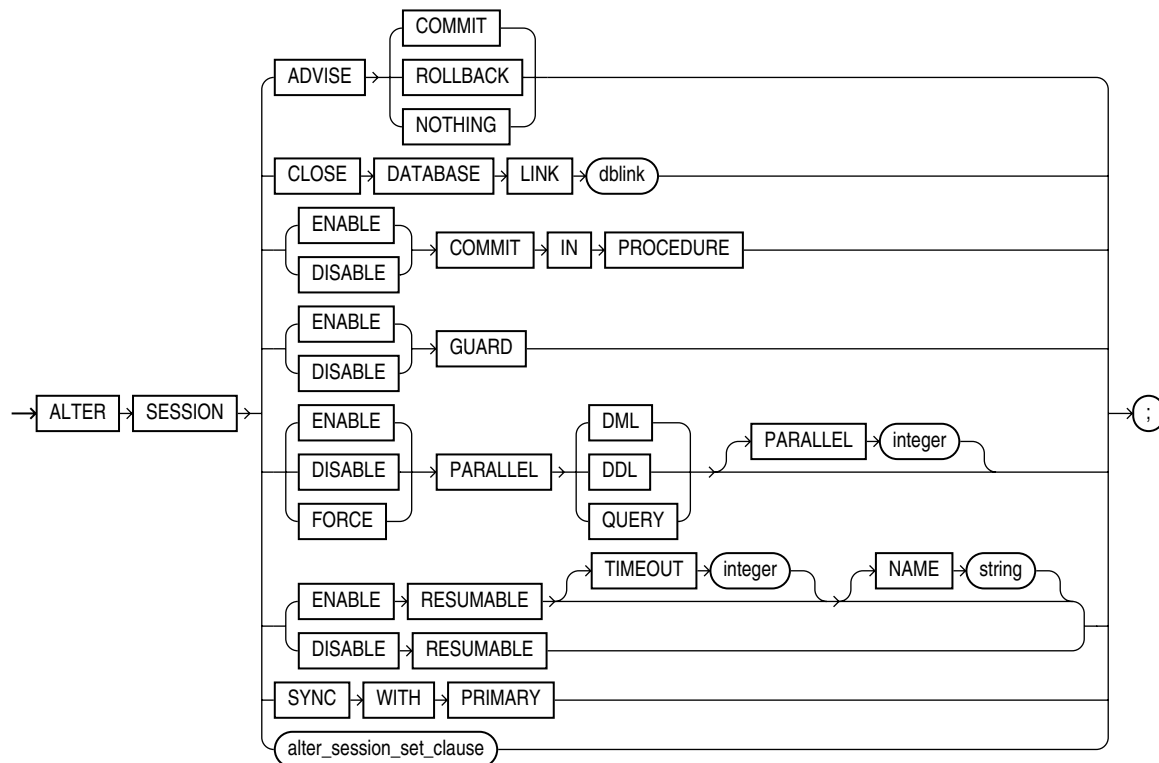 COMMIT
ADVISE ROLLBACK
NOTHING
CLOSE DATABASE LINK dblink
ENABLE
COMMIT IN PROCEDURE
DISABLE
ENABLE
GUARD
DISABLE
ALTER SESSION ;
ENABLE DML PARALLEL integer
DISABLE PARALLEL DDL
FORCE QUERY
TIMEOUT integer NAME string
ENABLE RESUMABLE
DISABLE RESUMABLE
SYNC WITH PRIMARY
alter_session_set_clause